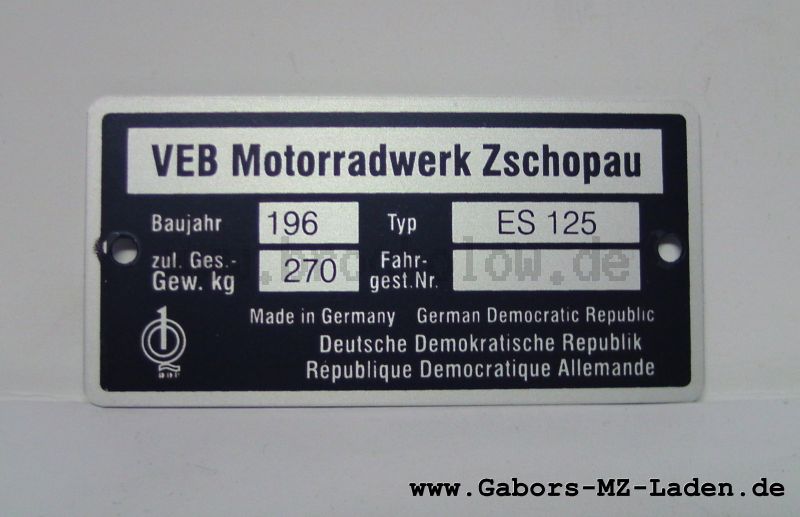 VEB Motorradwerk Zschopau
Baujahr 196 Typ ES 125
zul. Ges.- Gew. kg 270 Fahr- gest.Nr.
Made in Germany German Democratic Republic
Deutsche Demokratische Republik
Republique Democratique Allemande
www.Gabors-MZ-Laden.de